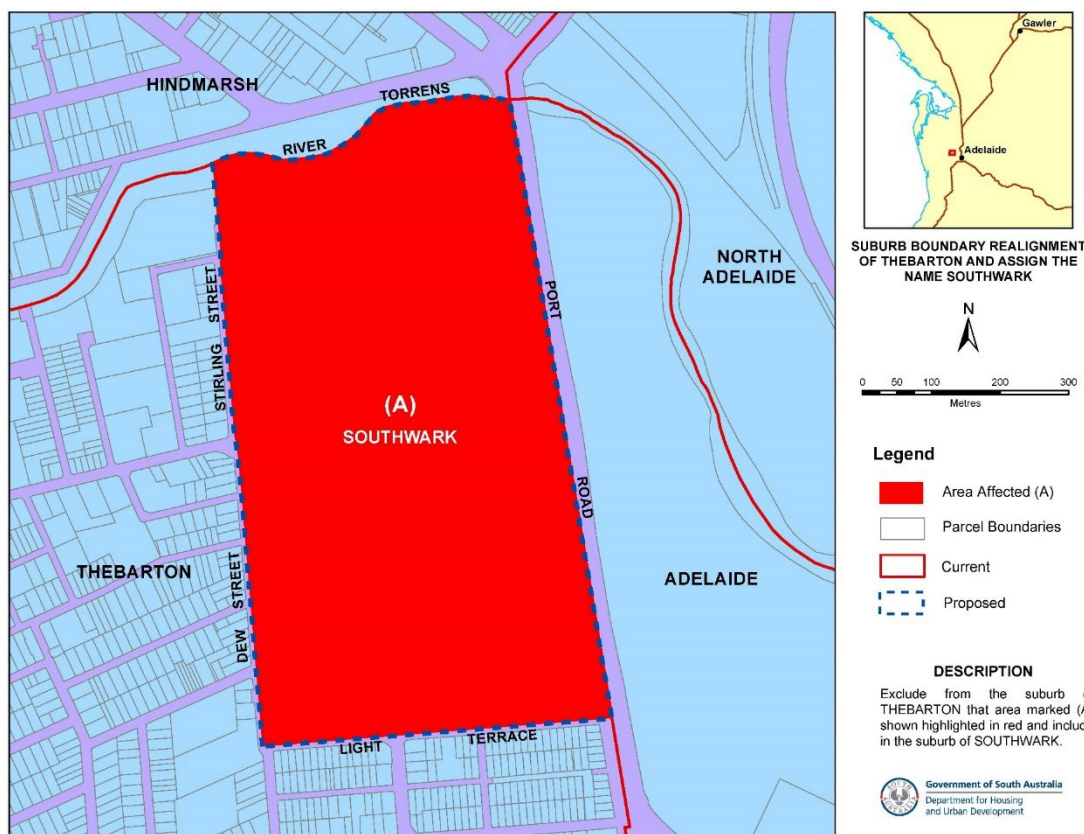 HINDMARSH
TORRENS
RIVER
STREET
STIRLING
PORT
NORTH
ADELAIDE
(A)
SOUTHWARK
ROAD
THEBARTON
STREET
DEW
ADELAIDE
LIGHT
TERRACE
Gawler
Adelaide
SUBURB BOUNDARY REALIGNMENT
OF THEBARTON AND ASSIGN THE
NAME SOUTHWARK
N
0 50 100 200 300
Metres
Legend
Area Affected (A)
Parcel Boundaries
Current
Proposed
DESCRIPTION
Exclude from the suburb
THEBARTON that area marked (A
shown highlighted in red and includ
in the suburb of SOUTHWARK.
Government of South Australia
Department for Housing
and Urban Development